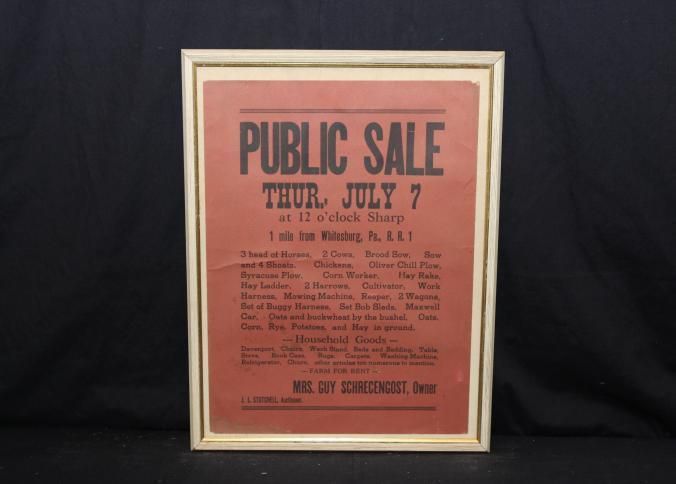 PUBLIC SALE
THUR., JULY 7
at 12 o'clock Sharp
1 mile from Whitesburg, Pa., R. R. 1
3 head of Horses, 2 Cows, Brood Sow, Sow
and 4 Shoats. Chickens, Oliver Chill Plow,
Syracuse Plow, Corn Worker, Hay Rake,
Hay Ladder, 2 Harrows, Cultivator, Work
Harness, Mowing Machine, Reeper, 2 Wagons,
Set of Buggy Harness, Set Bob Sleds, Maxwell
Car, Oats and buckwheat by the bushel. Oats,
Corn, Rye, Potatoes, and Hay in ground.
— Household Goods —
Davenport, Chairs, Wash Stand, Beds and Bedding, Table,
Stove, Book Case, Rugs, Carpets, Washing Machine,
Refrigerator, Churn, other articles too numerous to mention.
— FARM FOR RENT —
MRS. GUY SCHRECENGOST, Owner
J. L. STUTCHELL, Auctioneer.